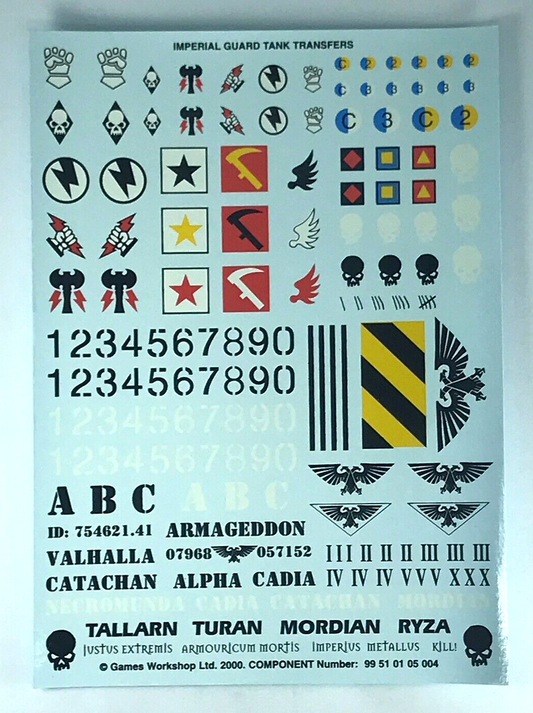 IMPERIAL GUARD TANK TRANSFERS
C 3 C C 2 2
C 3 3 C 2 2
C 3 C 2
1234567890
1234567890
1234567890
1234567890
A B C A B C
ID: 754621.41 ARMAGEDDON
VALHALLA 07968 057152 III II II II III III III
CATACHAN ALPHA CADIA IV IV IV V V V X X X
NECROMUNDA CADIA CATACHAN MORDIAN
TALLARN TURAN MORDIAN RYZA
JUSTUS EXTREMIS ARMOURICUM MORTIS IMPERIUS METALLUS KILL!
© Games Workshop Ltd. 2000. COMPONENT Number: 99 51 01 05 004